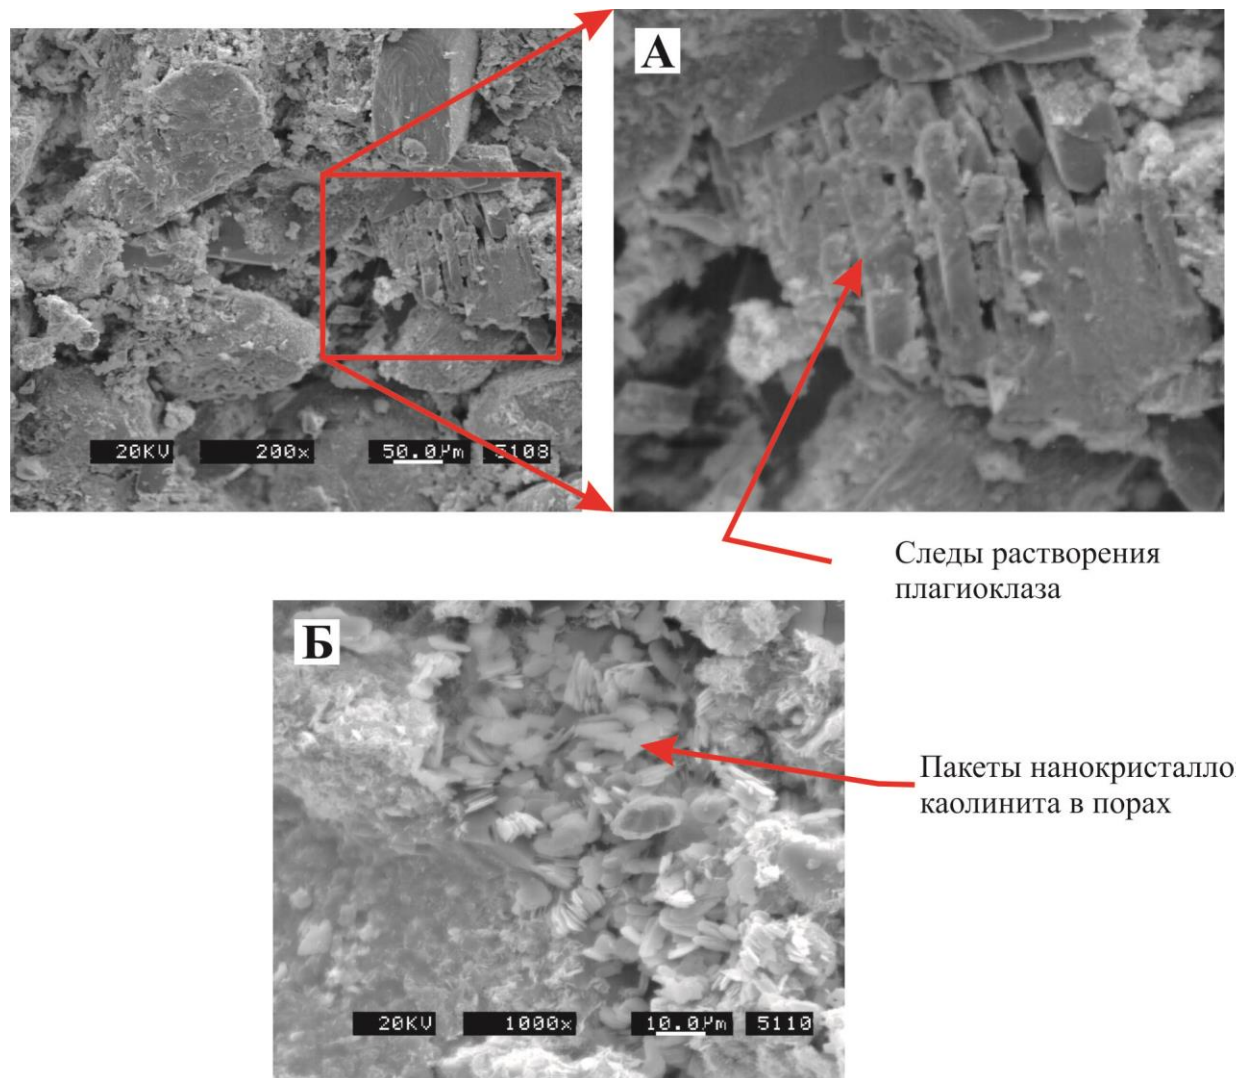 А
20KV 200x 50.0µm 5108
Следы растворения
плагиоклаза
Б
Пакеты нанокристалло
каолинита в порах
20KV 1000x 10.0µm 5110